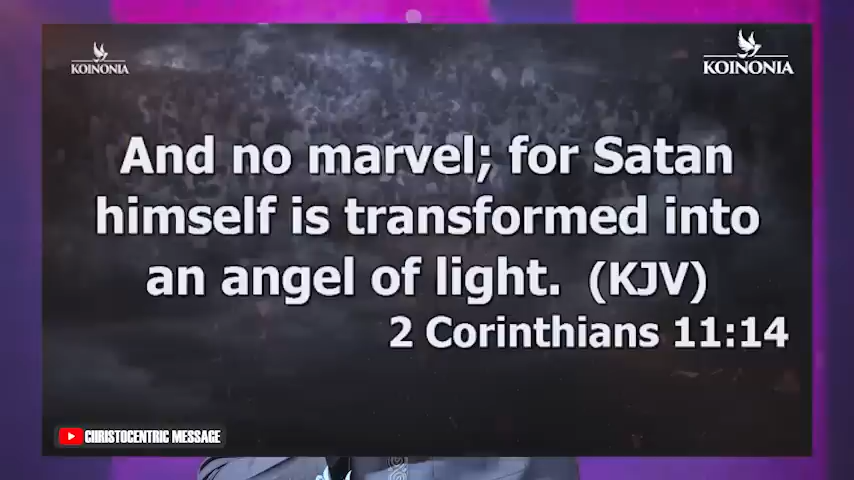 KOINONIA
KOINONIA
And no marvel; for Satan
himself is transformed into
an angel of light. (KJV)
2 Corinthians 11:14
CHRISTOCENTRIC MESSAGE